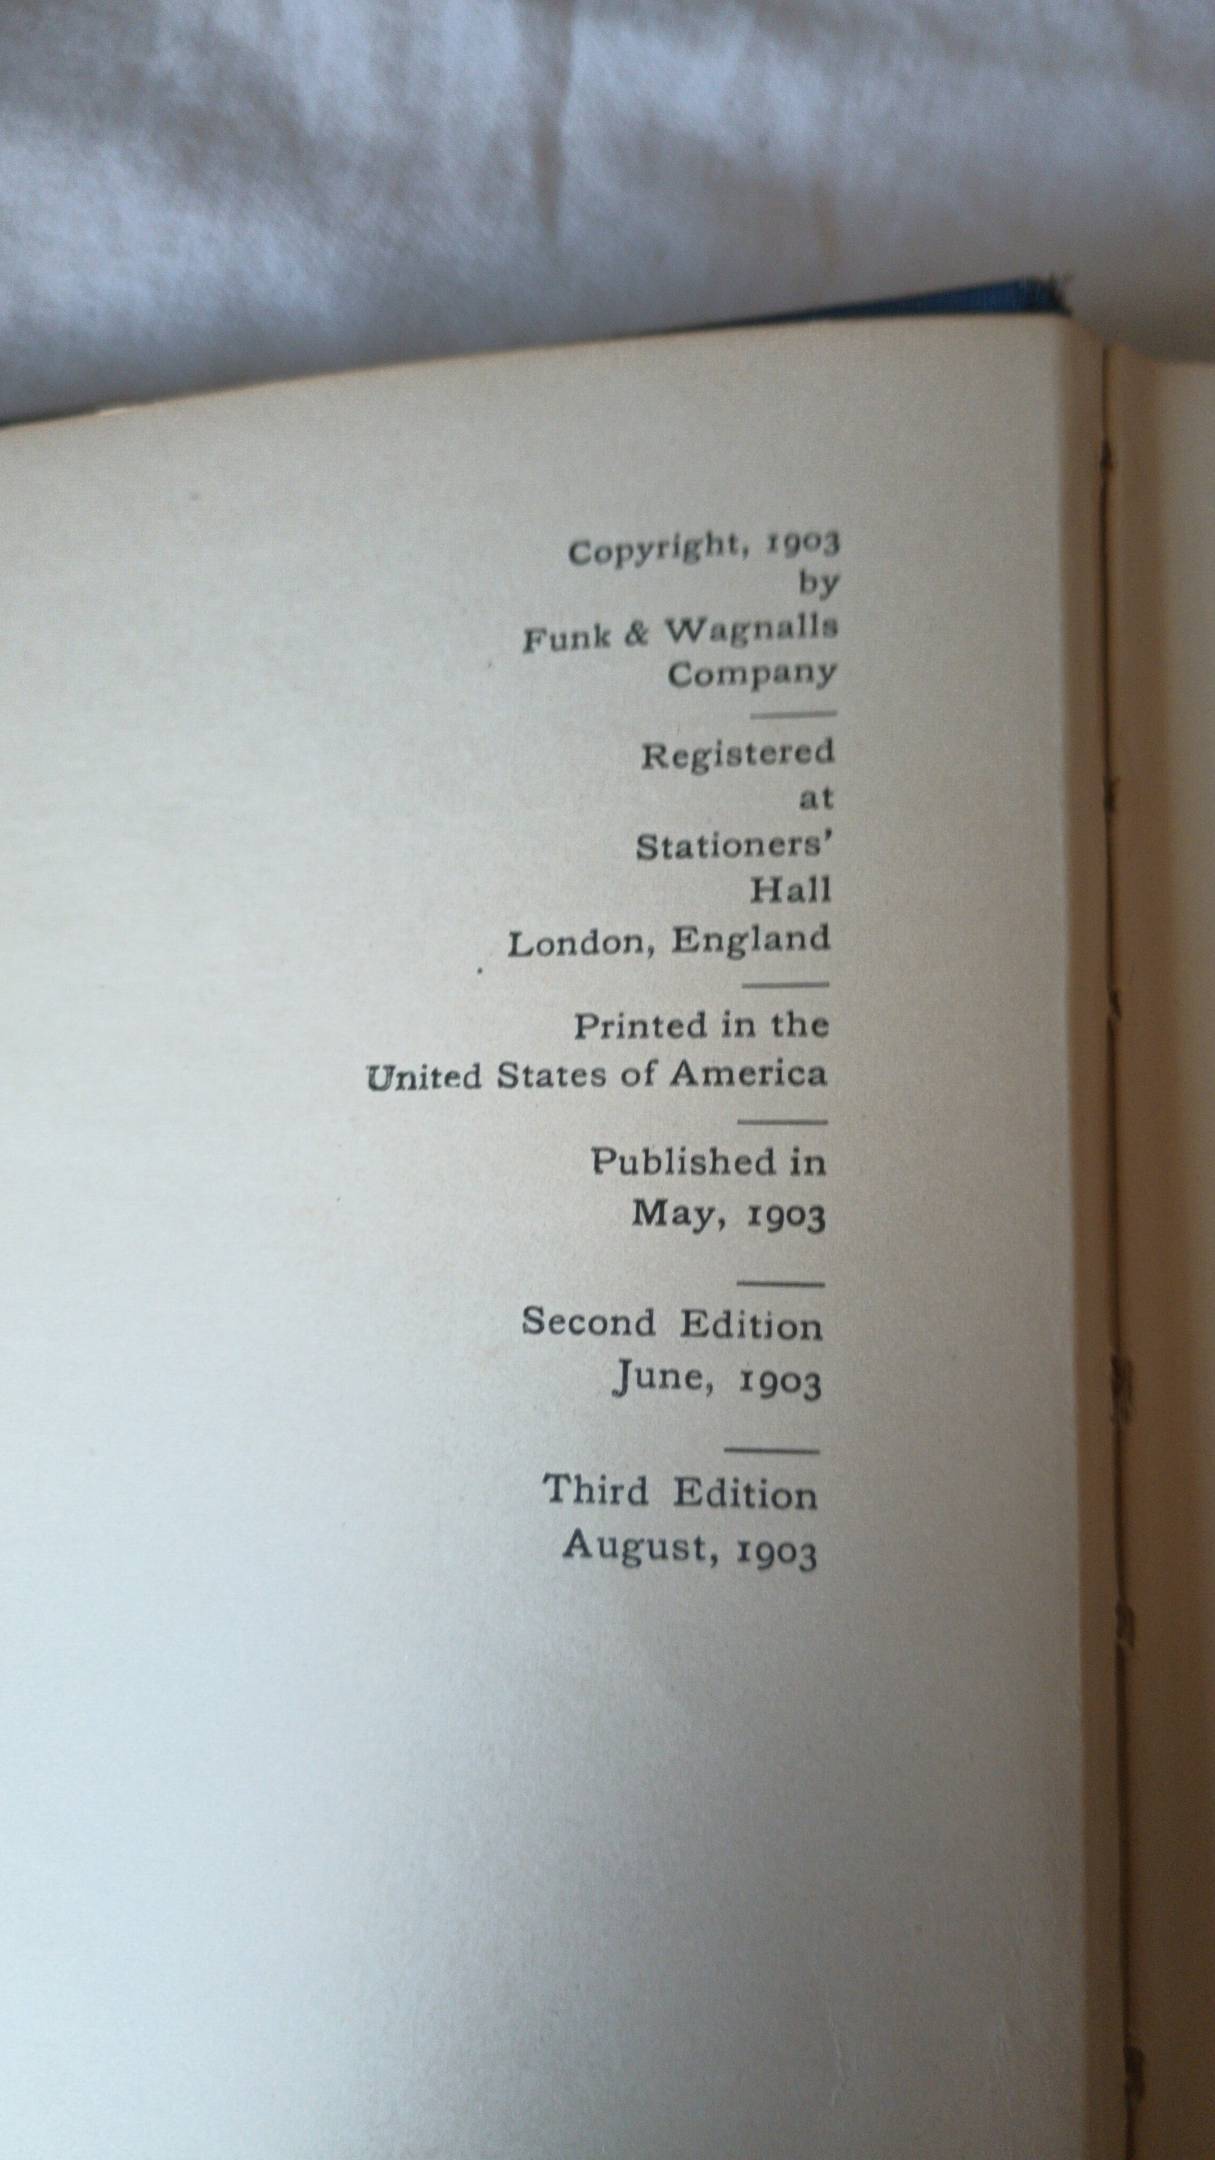 Copyright, 1903
by
Funk & Wagnalls
Company
Registered
at
Stationers'
Hall
London, England
Printed in the
United States of America
Published in
May, 1903
Second Edition
June, 1903
Third Edition
August, 1903